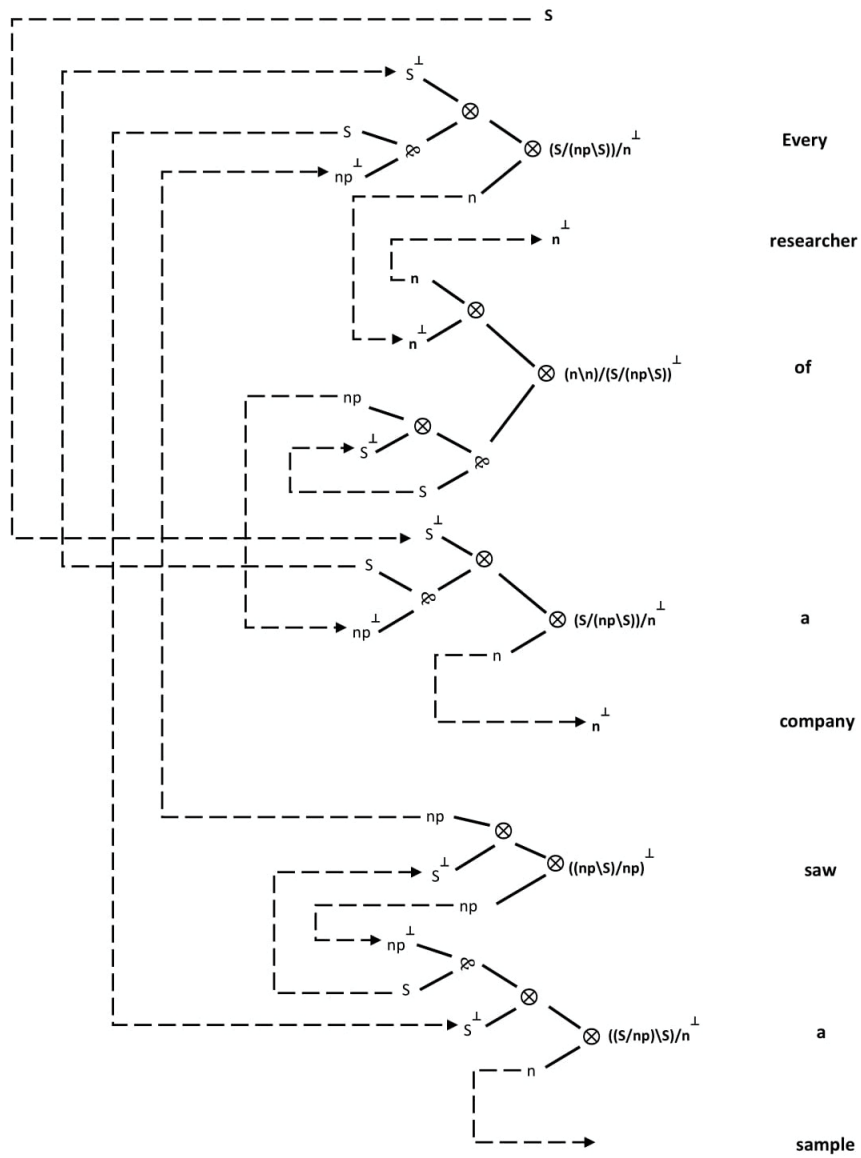 S
S⊥
⊗
S
⅋
⊗ (S/(np\S))/n⊥ Every
np⊥
n
n⊥ researcher
n
⊗
n⊥
⊗ (n\n)/(S/(np\S))⊥ of
np
⊗
S⊥
⅋
S
S⊥
⊗
S
⅋
⊗ (S/(np\S))/n⊥ a
np⊥
n
n⊥ company
np
⊗
S⊥
⊗ ((np\S)/np)⊥ saw
np
np⊥
⅋
S
⊗
S⊥
⊗ ((S/np)\S)/n⊥ a
n
sample